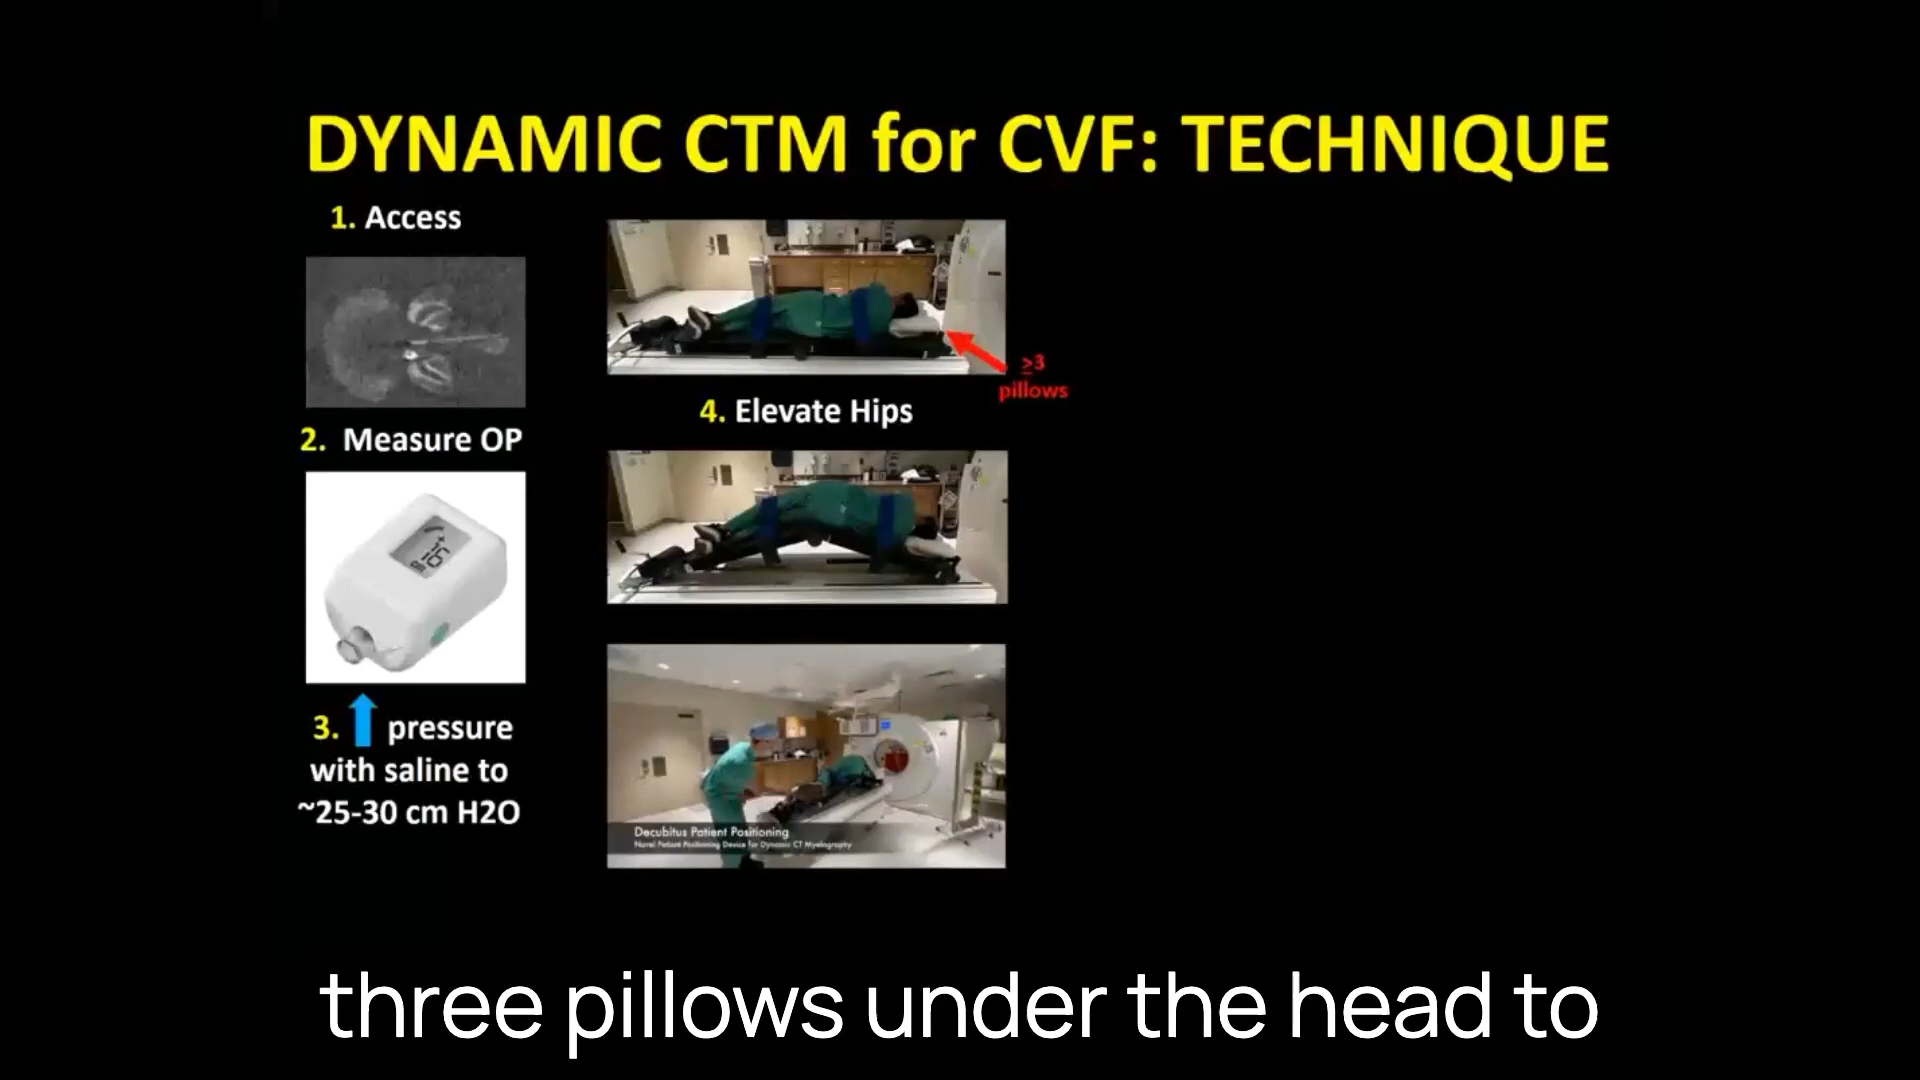 DYNAMIC CTM for CVF: TECHNIQUE
1. Access
2. Measure OP
3. pressure
with saline to
~25-30 cm H2O
≥3
pillows
4. Elevate Hips
Decubitus Patient Positioning
Novel Patient Positioning Device for Dynamic CT Myelography
three pillows under the head to